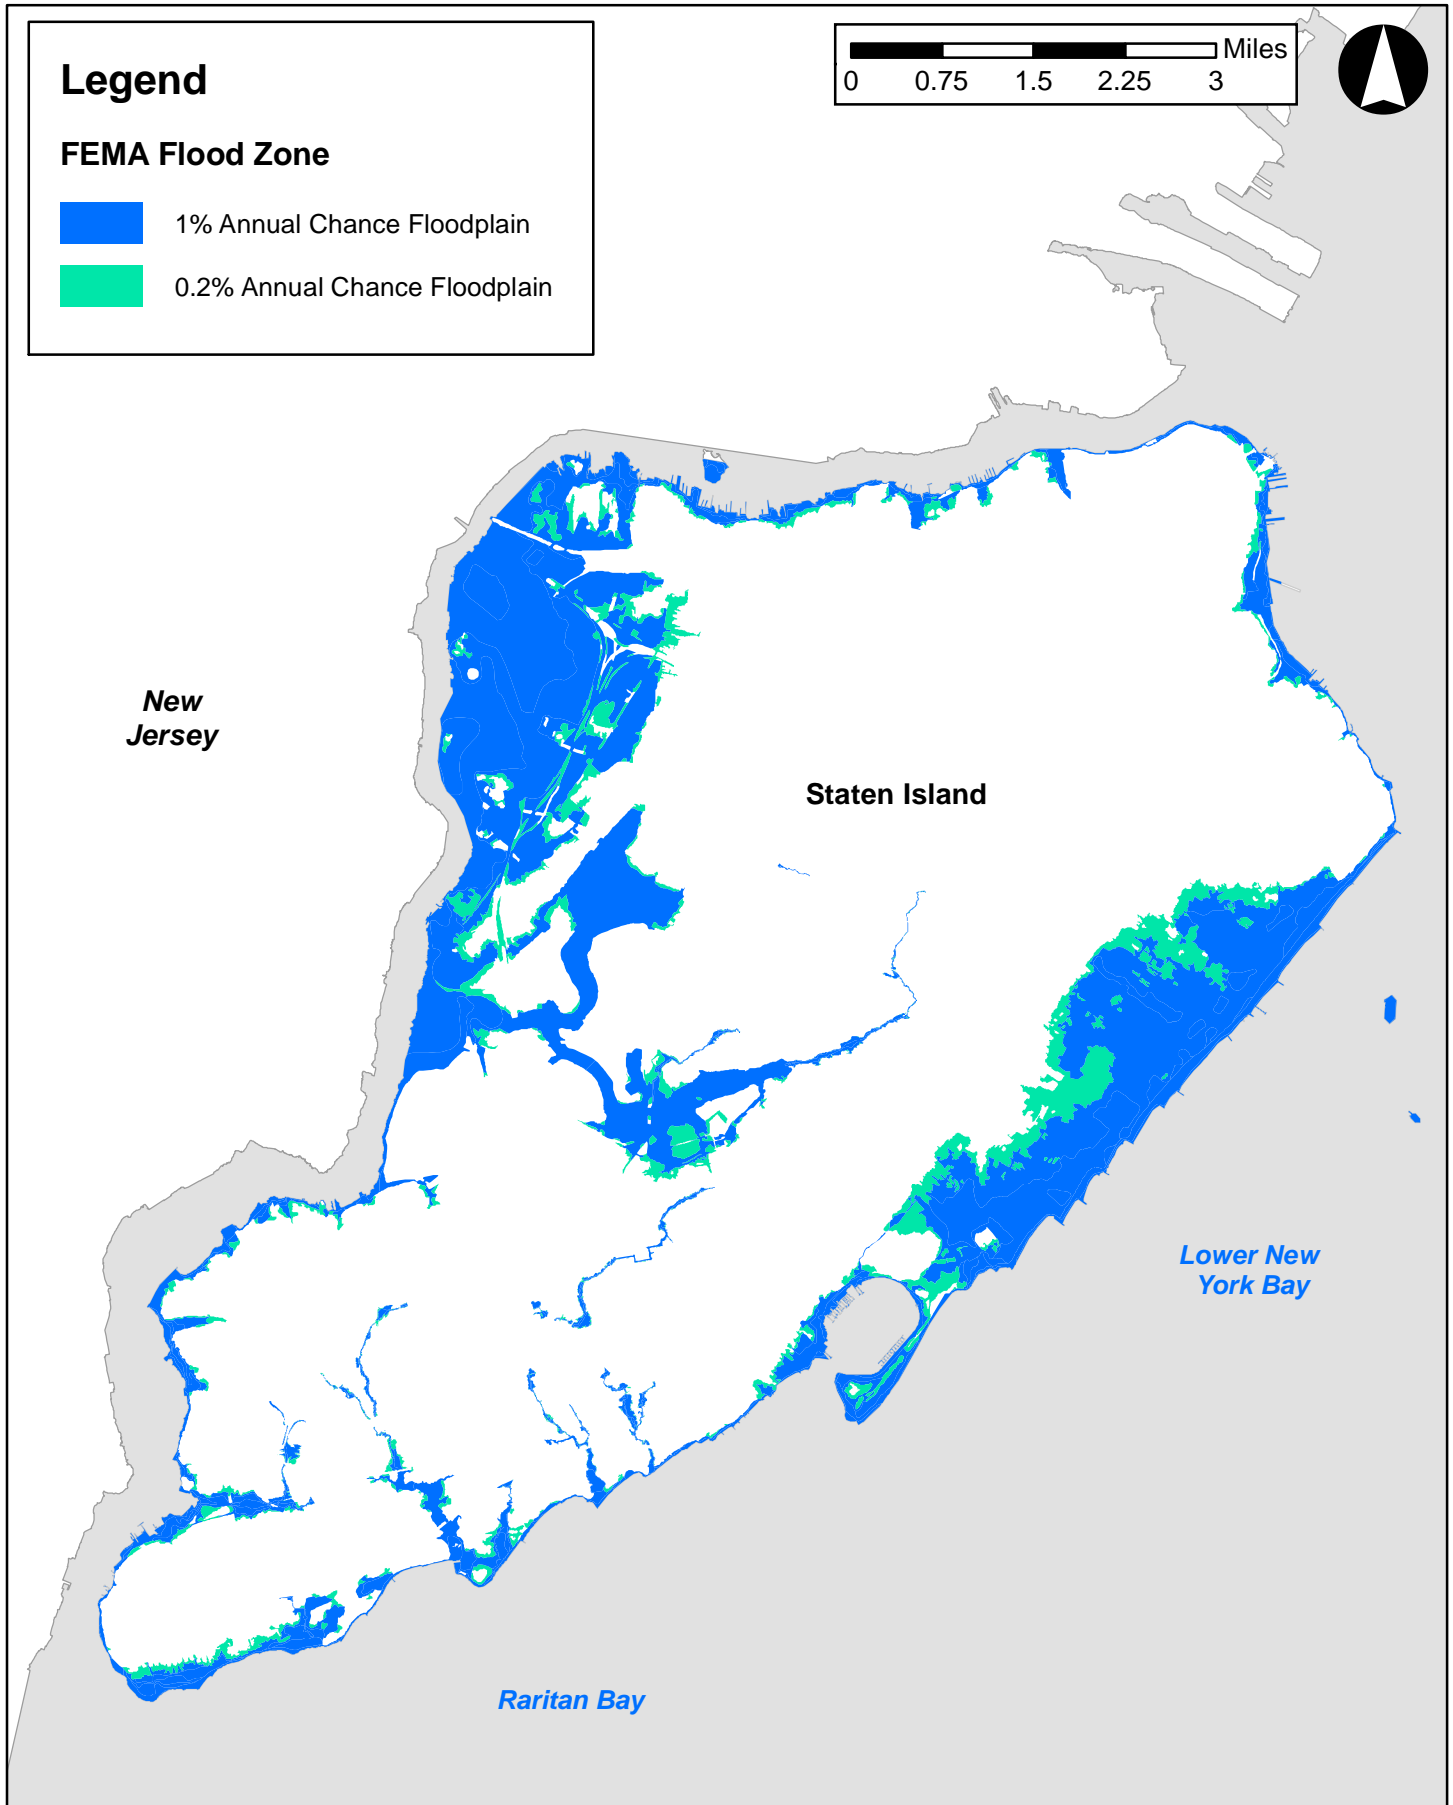 Legend
FEMA Flood Zone
1% Annual Chance Floodplain
0.2% Annual Chance Floodplain
Miles
0 0.75 1.5 2.25 3
New
Jersey
Staten Island
Lower New
York Bay
Raritan Bay